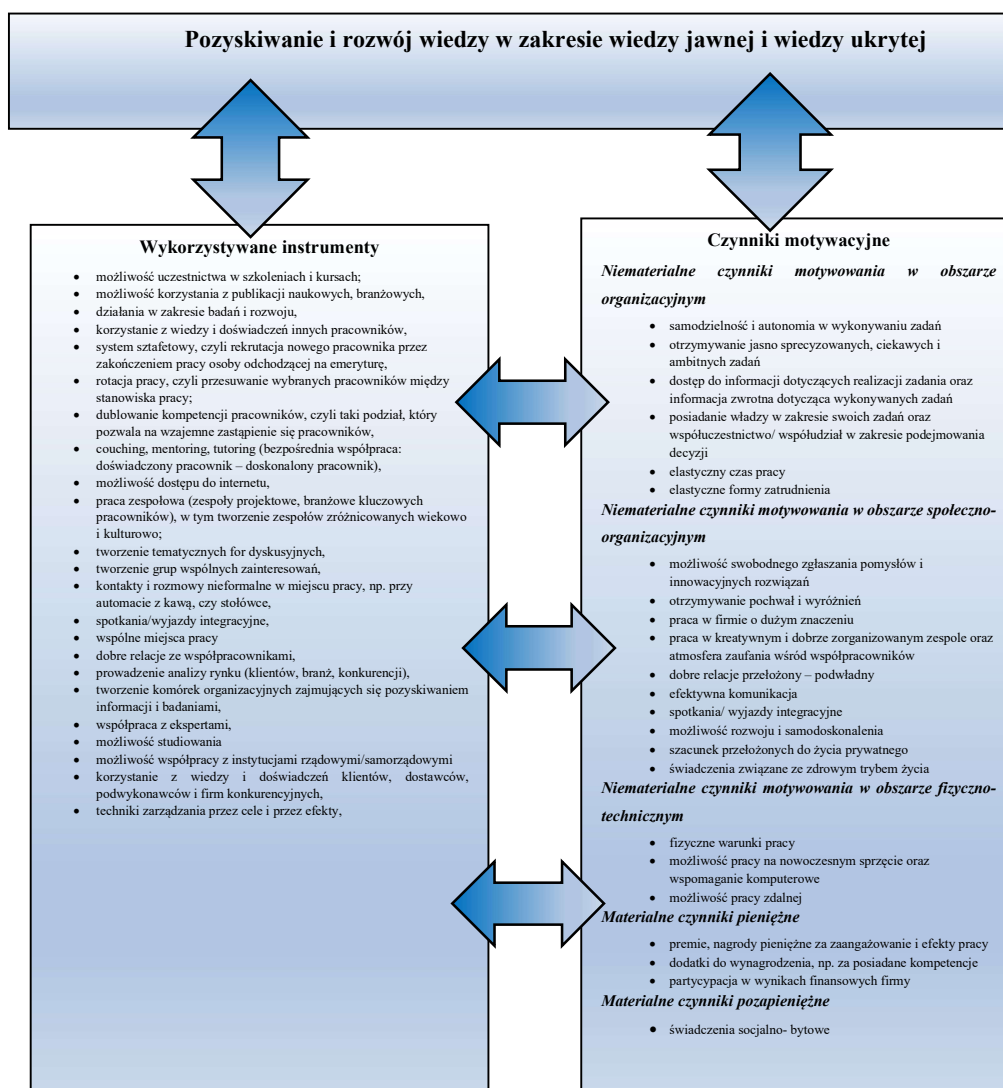 Pozyskiwanie i rozwój wiedzy w zakresie wiedzy jawnej i wiedzy ukrytej
Wykorzystywane instrumenty
• możliwość uczestnictwa w szkoleniach i kursach;
• możliwość korzystania z publikacji naukowych, branżowych,
• działania w zakresie badań i rozwoju,
• korzystanie z wiedzy i doświadczeń innych pracowników,
• system sztafetowy, czyli rekrutacja nowego pracownika przez
zakończeniem pracy osoby odchodzącej na emeryturę,
• rotacja pracy, czyli przesuwanie wybranych pracowników między
stanowiska pracy;
• dublowanie kompetencji pracowników, czyli taki podział, który
pozwala na wzajemne zastąpienie się pracowników,
• couching, mentoring, tutoring (bezpośrednia współpraca:
doświadczony pracownik – doskonalony pracownik),
• możliwość dostępu do internetu,
• praca zespołowa (zespoły projektowe, branżowe kluczowych
pracowników), w tym tworzenie zespołów zróżnicowanych wiekowo
i kulturowo;
• tworzenie tematycznych for dyskusyjnych,
• tworzenie grup wspólnych zainteresowań,
• kontakty i rozmowy nieformalne w miejscu pracy, np. przy
automacie z kawą, czy stołówce,
• spotkania/wyjazdy integracyjne,
• wspólne miejsca pracy
• dobre relacje ze współpracownikami,
• prowadzenie analizy rynku (klientów, branż, konkurencji),
• tworzenie komórek organizacyjnych zajmujących się pozyskiwaniem
informacji i badaniami,
• współpraca z ekspertami,
• możliwość studiowania
• możliwość współpracy z instytucjami rządowymi/samorządowymi
• korzystanie z wiedzy i doświadczeń klientów, dostawców,
podwykonawców i firm konkurencyjnych,
• techniki zarządzania przez cele i przez efekty,
Czynniki motywacyjne
Niematerialne czynniki motywowania w obszarze
organizacyjnym
• samodzielność i autonomia w wykonywaniu zadań
• otrzymywanie jasno sprecyzowanych, ciekawych i
ambitnych zadań
• dostęp do informacji dotyczących realizacji zadania oraz
informacja zwrotna dotycząca wykonywanych zadań
• posiadanie władzy w zakresie swoich zadań oraz
współuczestnictwo/ współudział w zakresie podejmowania
decyzji
• elastyczny czas pracy
• elastyczne formy zatrudnienia
Niematerialne czynniki motywowania w obszarze społeczno-
organizacyjnym
• możliwość swobodnego zgłaszania pomysłów i
innowacyjnych rozwiązań
• otrzymywanie pochwał i wyróżnień
• praca w firmie o dużym znaczeniu
• praca w kreatywnym i dobrze zorganizowanym zespole oraz
atmosfera zaufania wśród współpracowników
• dobre relacje przełożony – podwładny
• efektywna komunikacja
• spotkania/ wyjazdy integracyjne
• możliwość rozwoju i samodoskonalenia
• szacunek przełożonych do życia prywatnego
• świadczenia związane ze zdrowym trybem życia
Niematerialne czynniki motywowania w obszarze fizyczno-
technicznym
• fizyczne warunki pracy
• możliwość pracy na nowoczesnym sprzęcie oraz
wspomaganie komputerowe
• możliwość pracy zdalnej
Materialne czynniki pieniężne
• premie, nagrody pieniężne za zaangażowanie i efekty pracy
• dodatki do wynagrodzenia, np. za posiadane kompetencje
• partycypacja w wynikach finansowych firmy
Materialne czynniki pozapieniężne
• świadczenia socjalno- bytowe